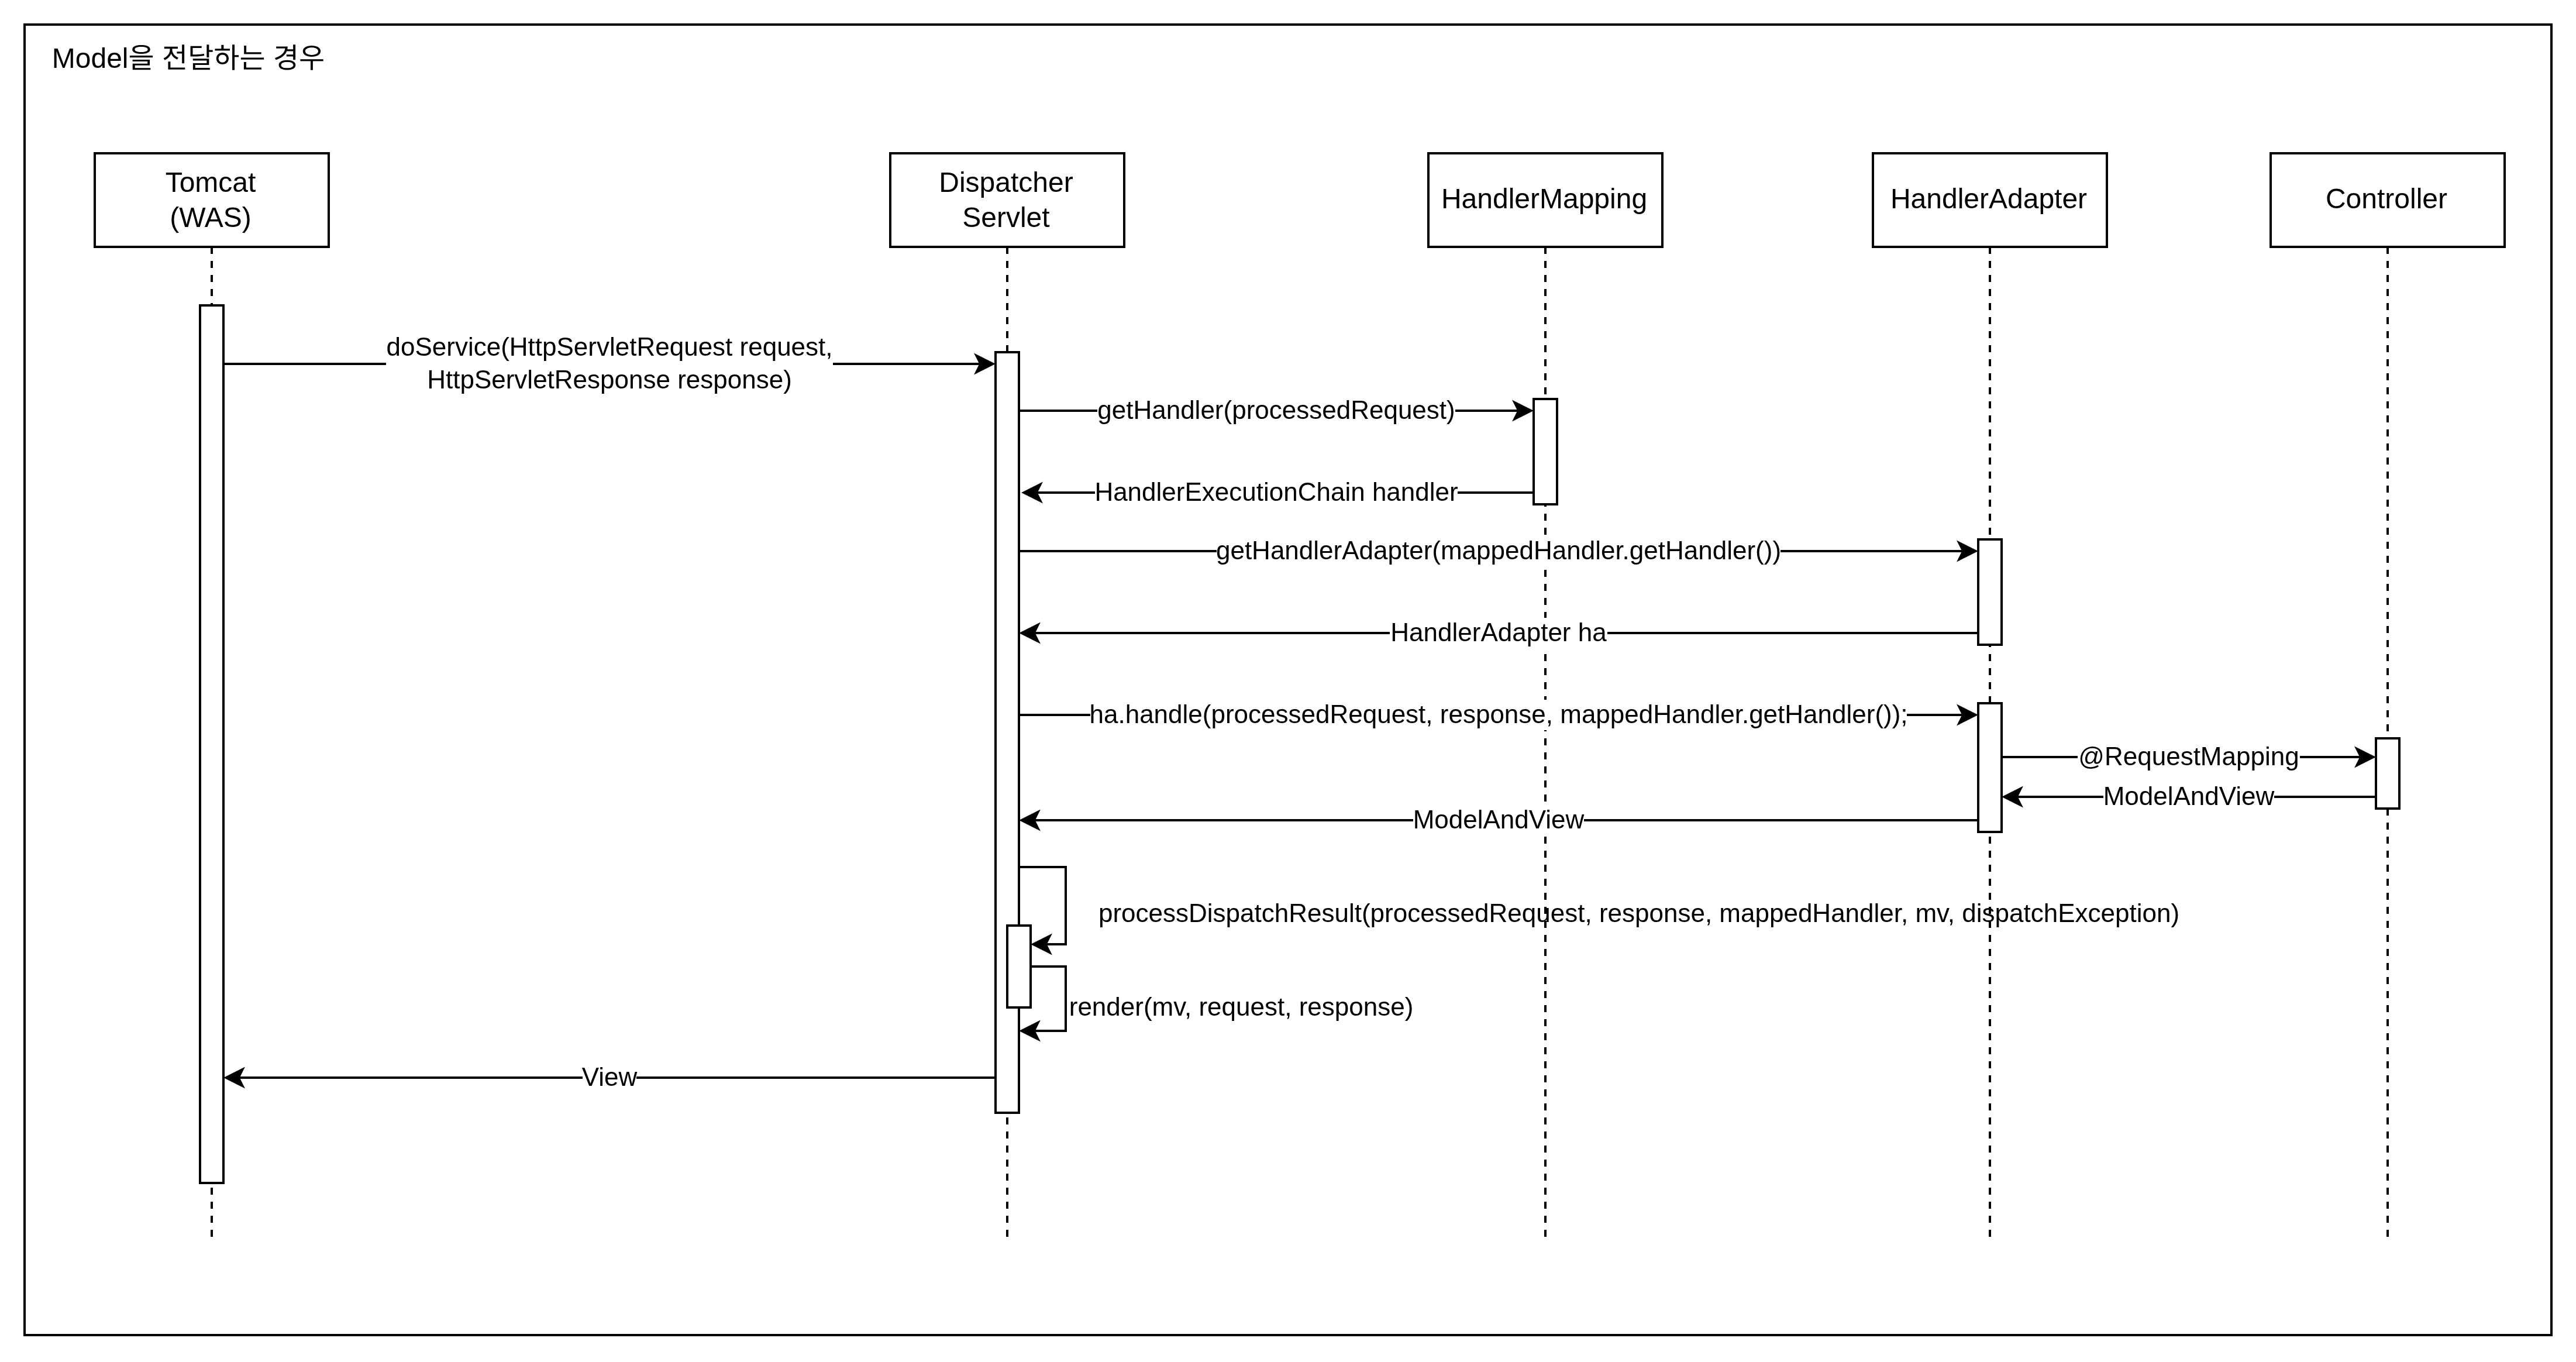 Model을 전달하는 경우
Tomcat
(WAS)
Dispatcher
Servlet
HandlerMapping
HandlerAdapter
Controller
doService(HttpServletRequest request,
HttpServletResponse response)
getHandler(processedRequest)
HandlerExecutionChain handler
getHandlerAdapter(mappedHandler.getHandler())
HandlerAdapter ha
ha.handle(processedRequest, response, mappedHandler.getHandler());
@RequestMapping
ModelAndView
ModelAndView
processDispatchResult(processedRequest, response, mappedHandler, mv, dispatchException)
render(mv, request, response)
View